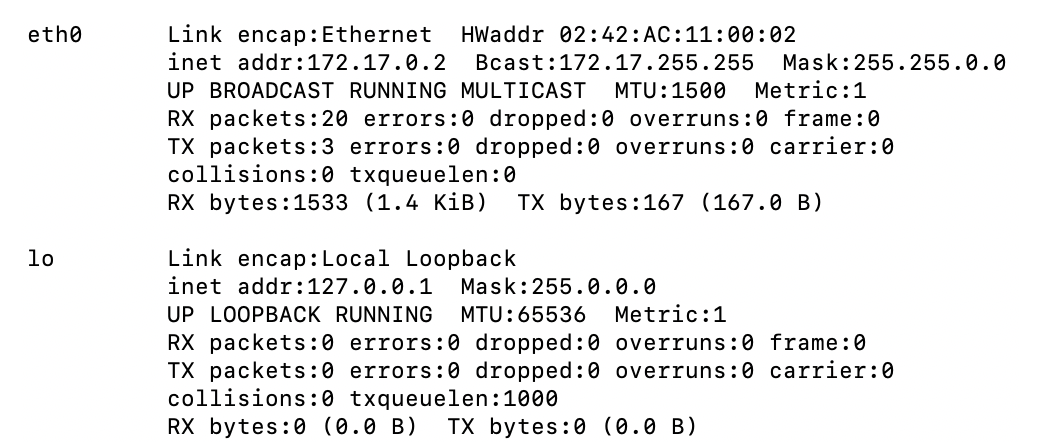 eth0      Link encap:Ethernet  HWaddr 02:42:AC:11:00:02
          inet addr:172.17.0.2  Bcast:172.17.255.255  Mask:255.255.0.0
          UP BROADCAST RUNNING MULTICAST  MTU:1500  Metric:1
          RX packets:20 errors:0 dropped:0 overruns:0 frame:0
          TX packets:3 errors:0 dropped:0 overruns:0 carrier:0
          collisions:0 txqueuelen:0
          RX bytes:1533 (1.4 KiB)  TX bytes:167 (167.0 B)

lo        Link encap:Local Loopback
          inet addr:127.0.0.1  Mask:255.0.0.0
          UP LOOPBACK RUNNING  MTU:65536  Metric:1
          RX packets:0 errors:0 dropped:0 overruns:0 frame:0
          TX packets:0 errors:0 dropped:0 overruns:0 carrier:0
          collisions:0 txqueuelen:1000
          RX bytes:0 (0.0 B)  TX bytes:0 (0.0 B)